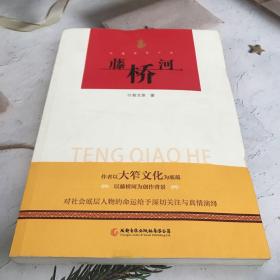 藤桥河
TENG QIAO HE
作者以大笮文化为底蕴
以藤桥河为创作背景
对社会底层人物的命运给予深切关注与真情演绎